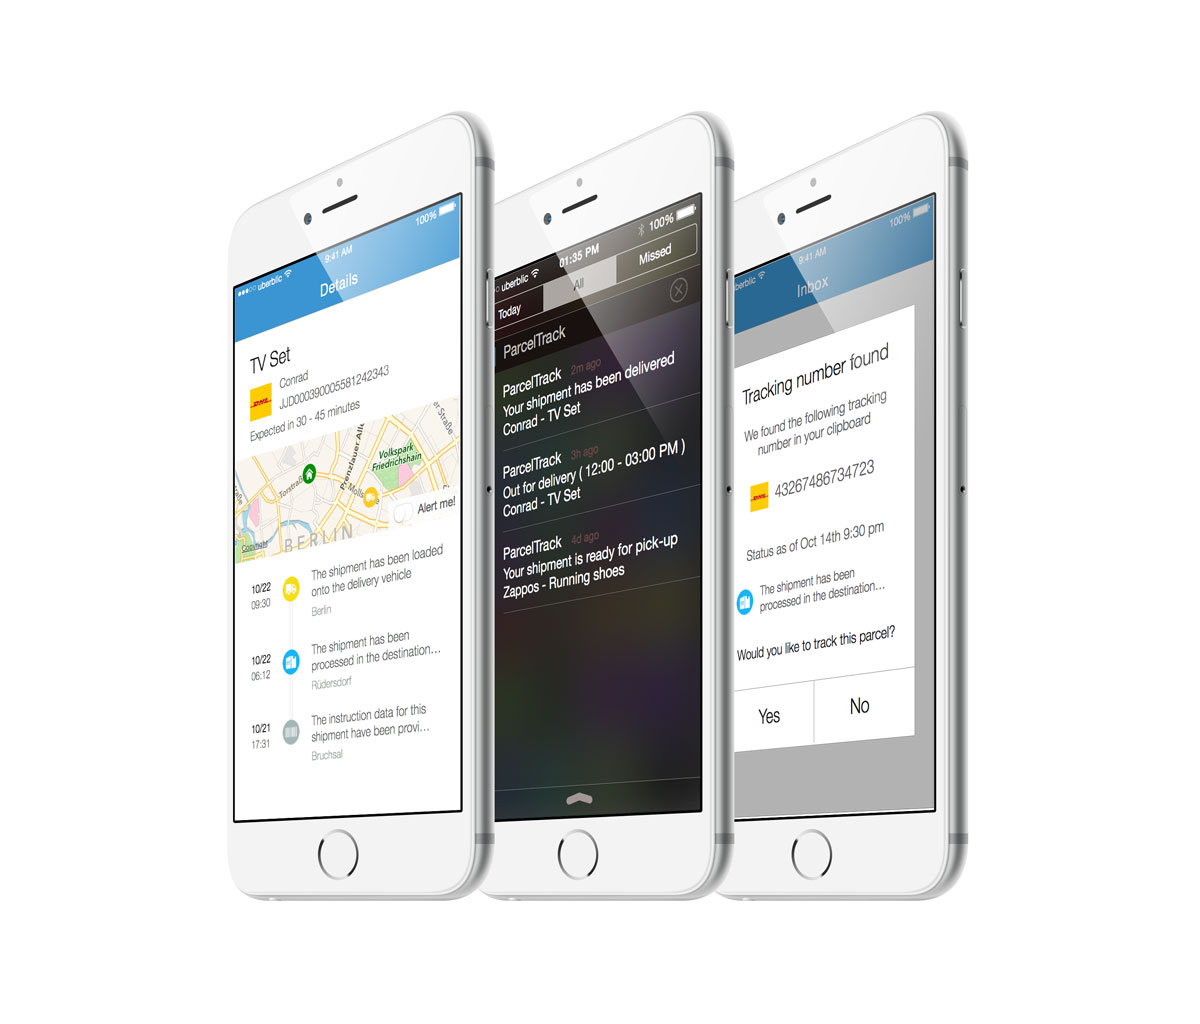 uberblic
9:41 AM
100%
Details
TV Set
Conrad
JJD000390005581242343
Expected in 30 - 45 minutes
Prenzlauer Alle
Straße
Volkspark
Friedrichshain
Torstraß
Alert me!
BERLIN
Copyright
10/22
09:30
The shipment has been loaded
onto the delivery vehicle
Berlin
10/22
06:12
The shipment has been
processed in the destination...
Rüdersdorf
10/21
17:31
The instruction data for this
shipment have been provi...
Bruchsal
uberblic
01:35 PM
100%
Today
All
Missed
ParcelTrack
ParcelTrack 2m ago
Your shipment has been delivered
Conrad - TV Set
ParcelTrack 3h ago
Out for delivery ( 12:00 - 03:00 PM )
Conrad - TV Set
ParcelTrack 4d ago
Your shipment is ready for pick-up
Zappos - Running shoes
uberblic
9:41 AM
100%
Inbox
Tracking number found
We found the following tracking
number in your clipboard
43267486734723
Status as of Oct 14th 9:30 pm
The shipment has been
processed in the destination...
Would you like to track this parcel?
Yes
No